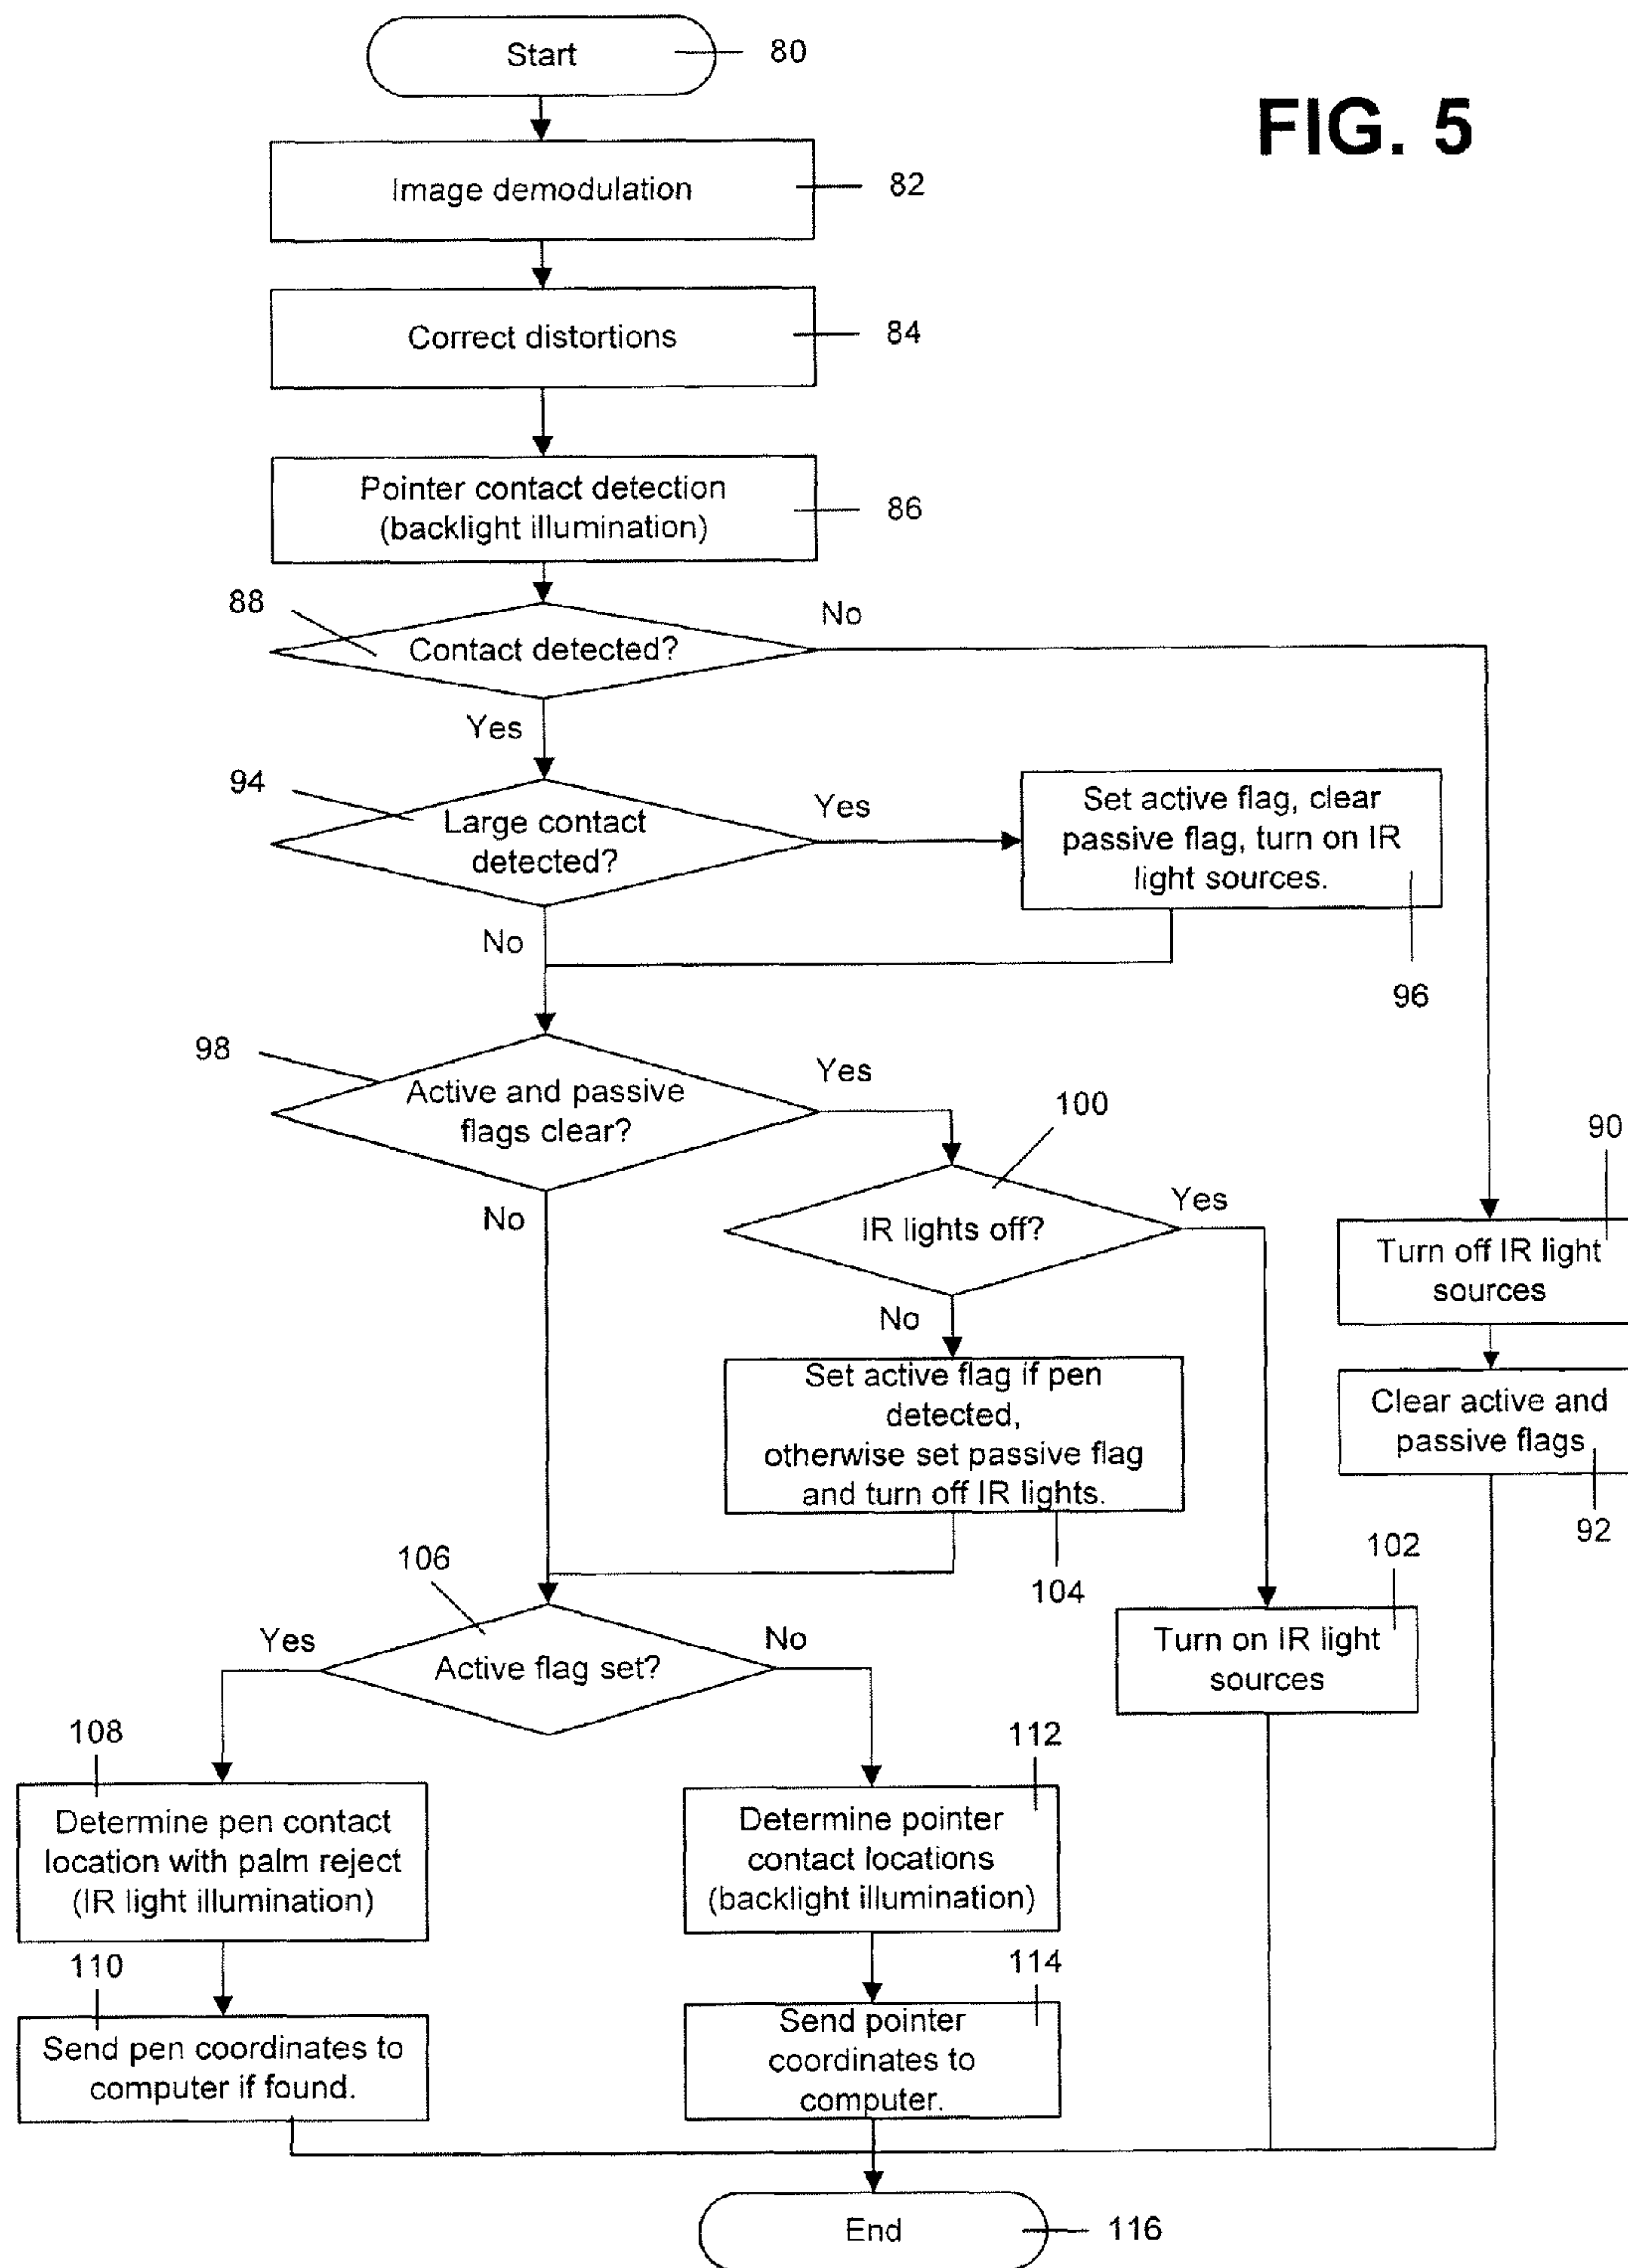 FIG. 5
Start
80
Image demodulation
82
Correct distortions
84
Pointer contact detection
(backlight illumination)
86
88
Contact detected?
No
Yes
94
Large contact
detected?
Yes
Set active flag, clear
passive flag, turn on IR
light sources.
96
No
98
Active and passive
flags clear?
Yes
100
No
IR lights off?
Yes
90
Turn off IR light
sources
No
Set active flag if pen
detected,
otherwise set passive flag
and turn off IR lights.
104
Clear active and
passive flags
92
102
Turn on IR light
sources
106
Yes
Active flag set?
No
108
Determine pen contact
location with palm reject
(IR light illumination)
112
Determine pointer
contact locations
(backlight illumination)
110
Send pen coordinates to
computer if found.
114
Send pointer
coordinates to
computer.
End
116